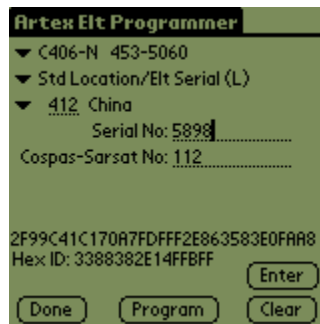 Artex Elt Programmer
C406-N 453-5060
Std Location/Elt Serial (L)
412 China
Serial No: 5898
Cospas-Sarsat No: 112
2F99C41C170A7FDFFF2E863583E0FAA8
Hex ID: 3388382E14FFBFF
Enter
Done Program Clear